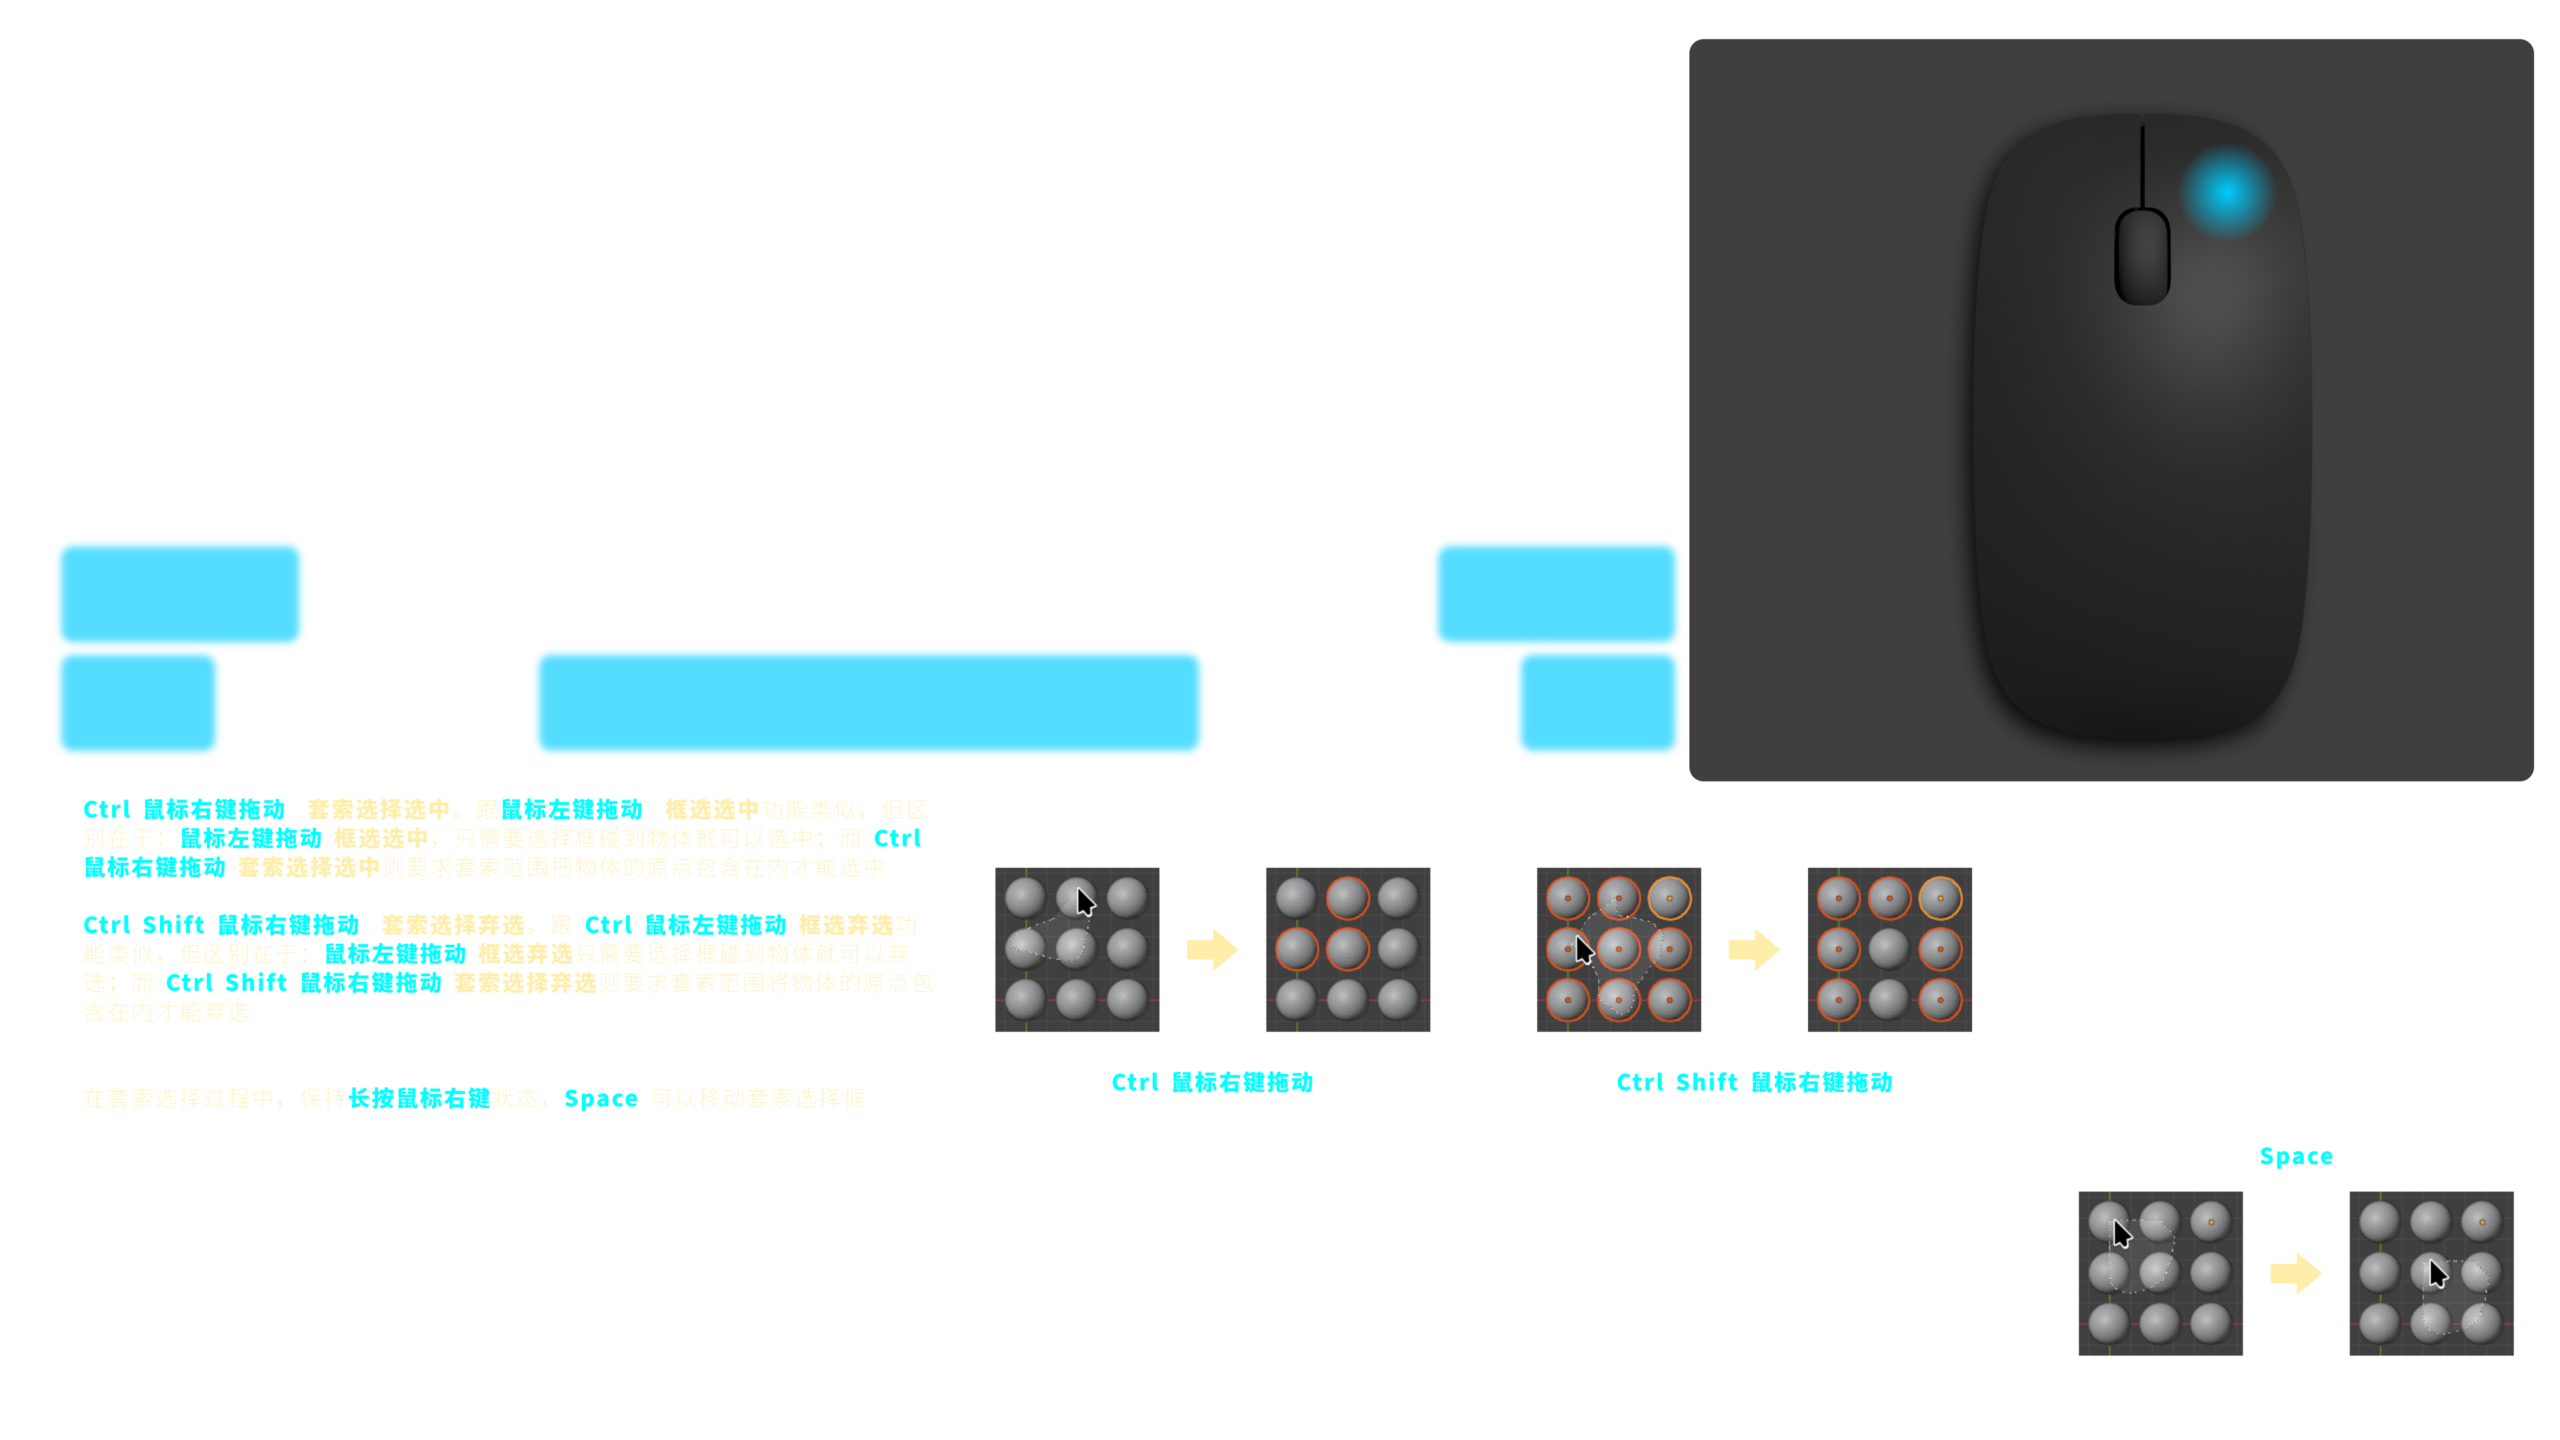 Ctrl 鼠标右键拖动 套索选择选中。跟鼠标左键拖动 框选选中功能类似，但区
别在于：鼠标左键拖动 框选选中，只需要选择框碰到物体就可以选中；而 Ctrl
鼠标右键拖动 套索选择选中则要求套索范围把物体的原点包含在内才能选中
Ctrl Shift 鼠标右键拖动 套索选择弃选。跟 Ctrl 鼠标左键拖动 框选弃选功
能类似，但区别在于：鼠标左键拖动 框选弃选只需要选择框碰到物体就可以弃
选；而 Ctrl Shift 鼠标右键拖动 套索选择弃选则要求套索范围将物体的原点包
含在内才能弃选
在套索选择过程中，保持长按鼠标右键状态，Space 可以移动套索选择框
Ctrl 鼠标右键拖动
Ctrl Shift 鼠标右键拖动
Space